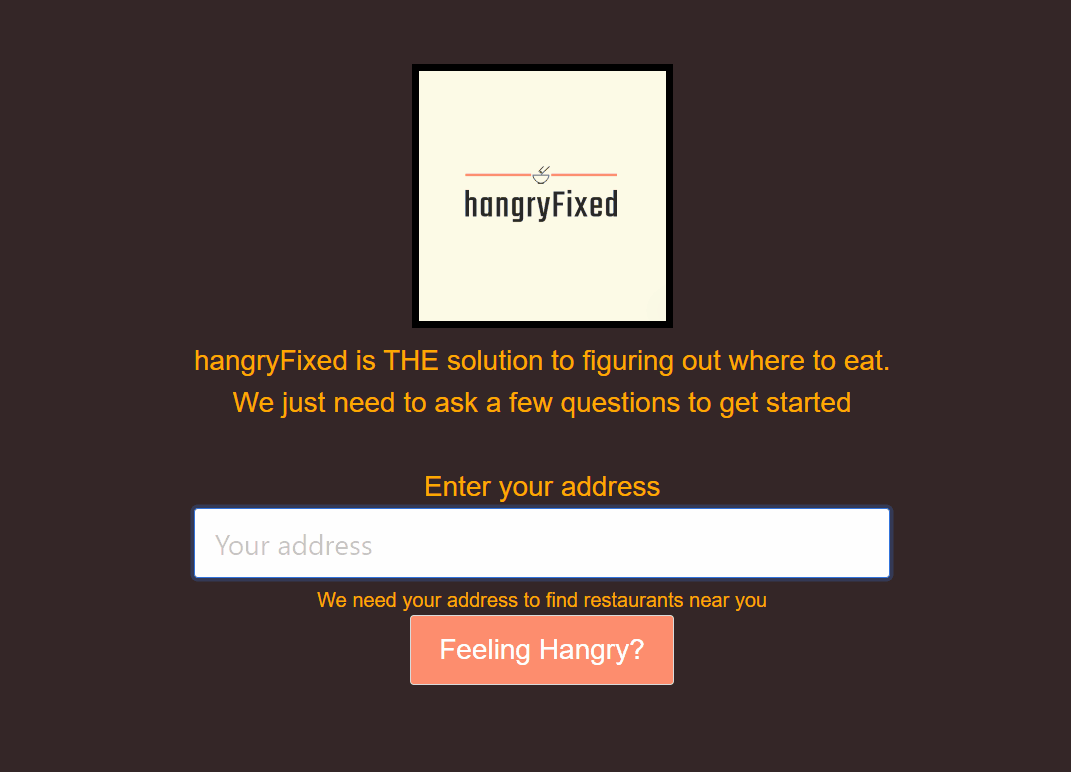 hangryFixed
hangryFixed is THE solution to figuring out where to eat.
We just need to ask a few questions to get started
Enter your address
Your address
We need your address to find restaurants near you
Feeling Hangry?